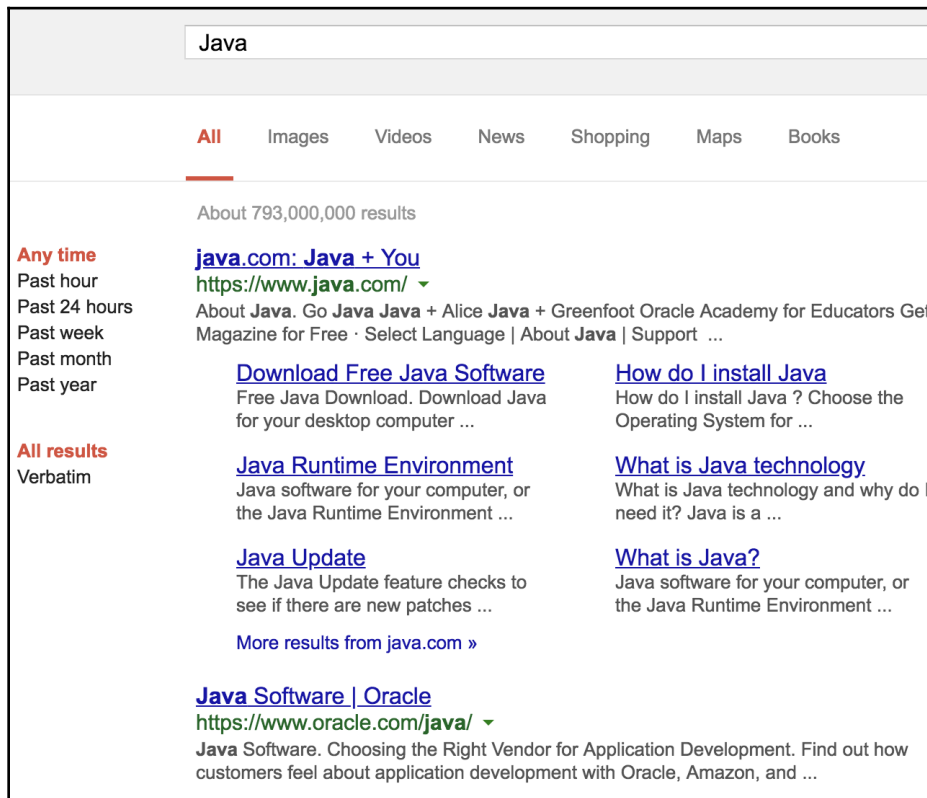 Java
All Images Videos News Shopping Maps Books
About 793,000,000 results
Any time
Past hour
Past 24 hours
Past week
Past month
Past year
All results
Verbatim
java.com: Java + You
https://www.java.com/
About Java. Go Java Java + Alice Java + Greenfoot Oracle Academy for Educators Get
Magazine for Free · Select Language | About Java | Support ...
Download Free Java Software
Free Java Download. Download Java
for your desktop computer ...
How do I install Java
How do I install Java ? Choose the
Operating System for ...
Java Runtime Environment
Java software for your computer, or
the Java Runtime Environment ...
What is Java technology
What is Java technology and why do I
need it? Java is a ...
Java Update
The Java Update feature checks to
see if there are new patches ...
What is Java?
Java software for your computer, or
the Java Runtime Environment ...
More results from java.com »
Java Software | Oracle
https://www.oracle.com/java/
Java Software. Choosing the Right Vendor for Application Development. Find out how
customers feel about application development with Oracle, Amazon, and ...